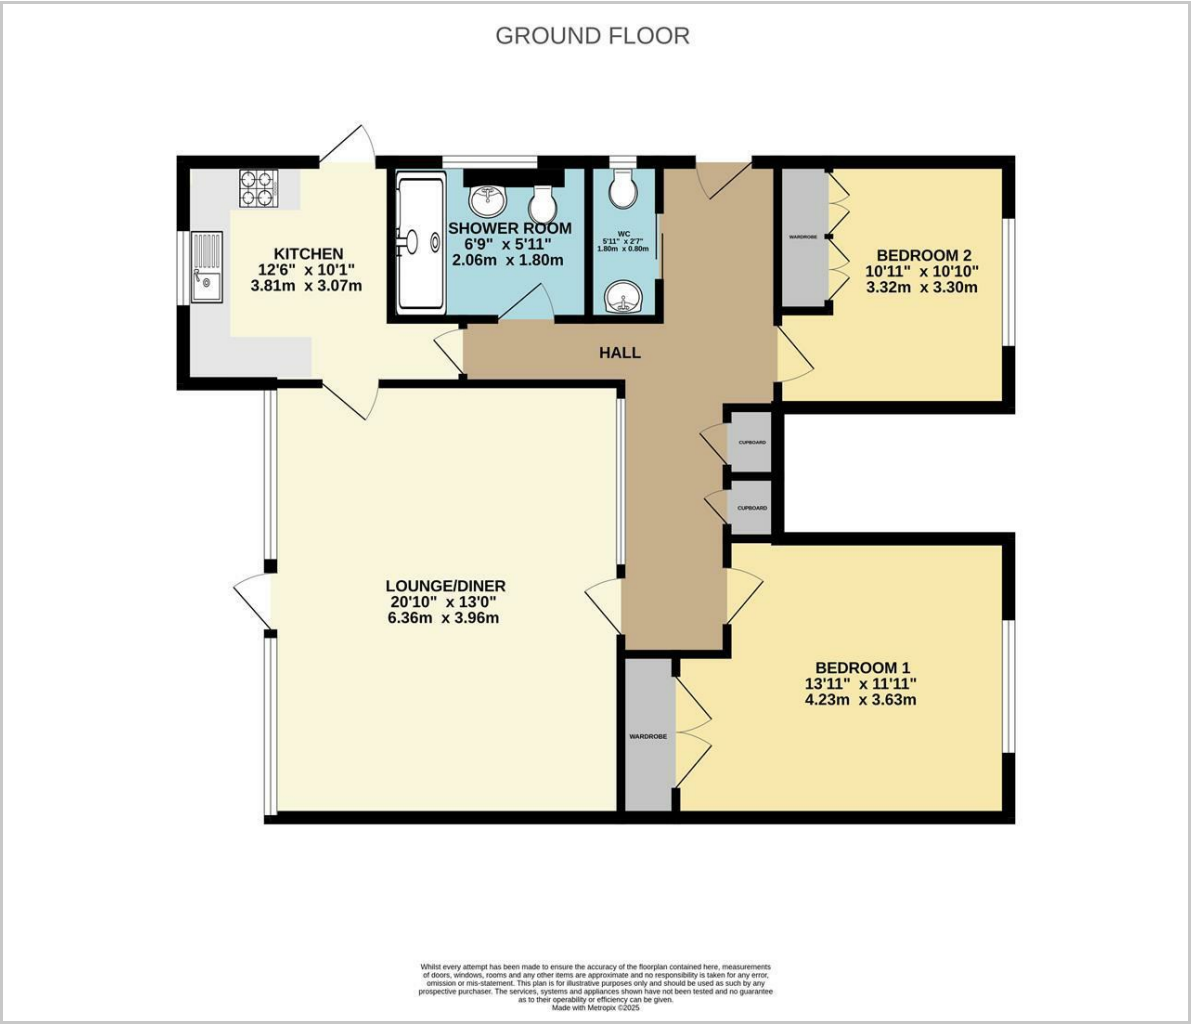 GROUND FLOOR
KITCHEN
12'6" x 10'1"
3.81m x 3.07m
SHOWER ROOM
6'9" x 5'11"
2.06m x 1.80m
WC
5'11" x 2'7"
1.80m x 0.80m
WARDROBE
BEDROOM 2
10'11" x 10'10"
3.32m x 3.30m
HALL
CUPBOARD
CUPBOARD
LOUNGE/DINER
20'10" x 13'0"
6.36m x 3.96m
BEDROOM 1
13'11" x 11'11"
4.23m x 3.63m
WARDROBE
Whilst every attempt has been made to ensure the accuracy of the floorplan contained here, measurements
of doors, windows, rooms and any other items are approximate and no responsibility is taken for any error,
omission or mis-statement. This plan is for illustrative purposes only and should be used as such by any
prospective purchaser. The services, systems and appliances shown have not been tested and no guarantee
as to their operability or efficiency can be given.
Made with Metropix ©2025